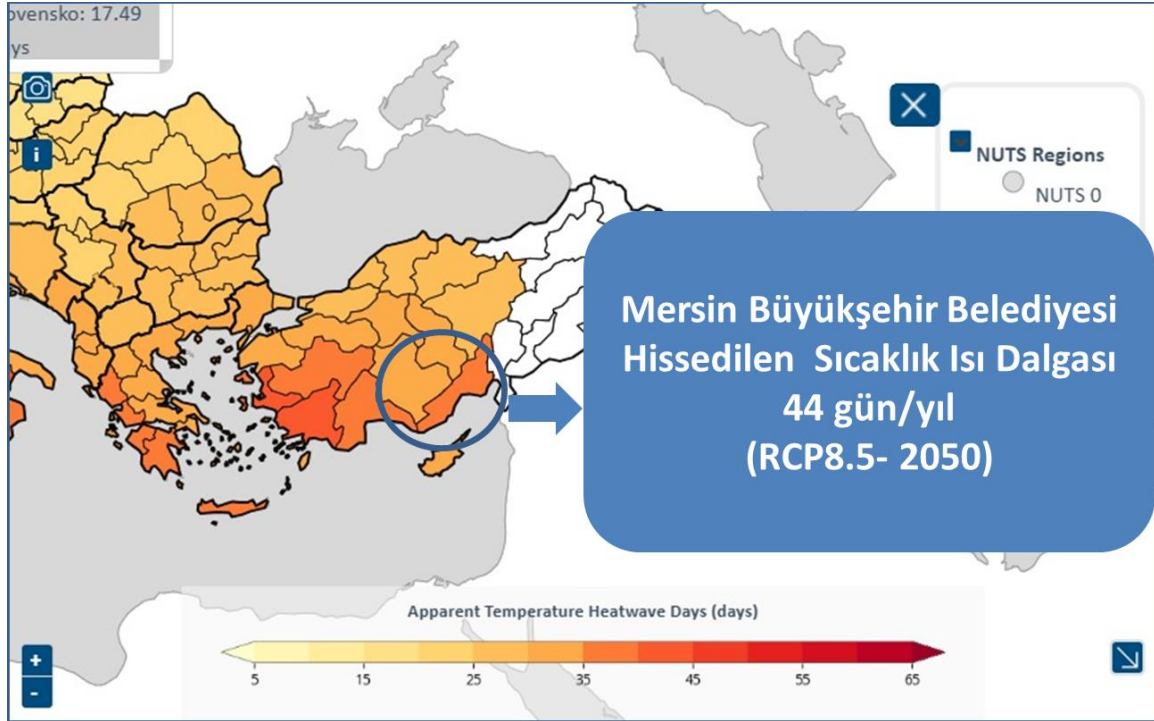 ovensko: 17.49
ys
i
NUTS Regions
NUTS 0
Mersin Büyükşehir Belediyesi
Hissedilen Sıcaklık Isı Dalgası
44 gün/yıl
(RCP8.5- 2050)
Apparent Temperature Heatwave Days (days)
5 15 25 35 45 55 65
+
-